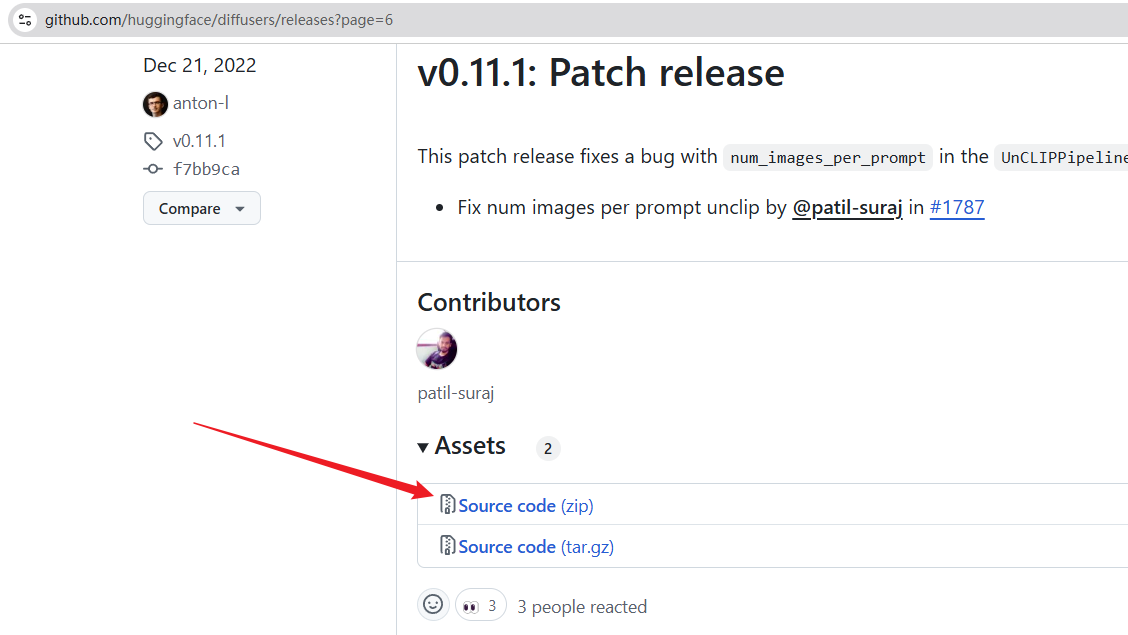 github.com/huggingface/diffusers/releases?page=6
Dec 21, 2022
anton-l
v0.11.1
f7bb9ca
Compare
v0.11.1: Patch release
This patch release fixes a bug with num_images_per_prompt in the UnCLIPPipeline
Fix num images per prompt unclip by @patil-suraj in #1787
Contributors
patil-suraj
Assets 2
Source code (zip)
Source code (tar.gz)
3 3 people reacted